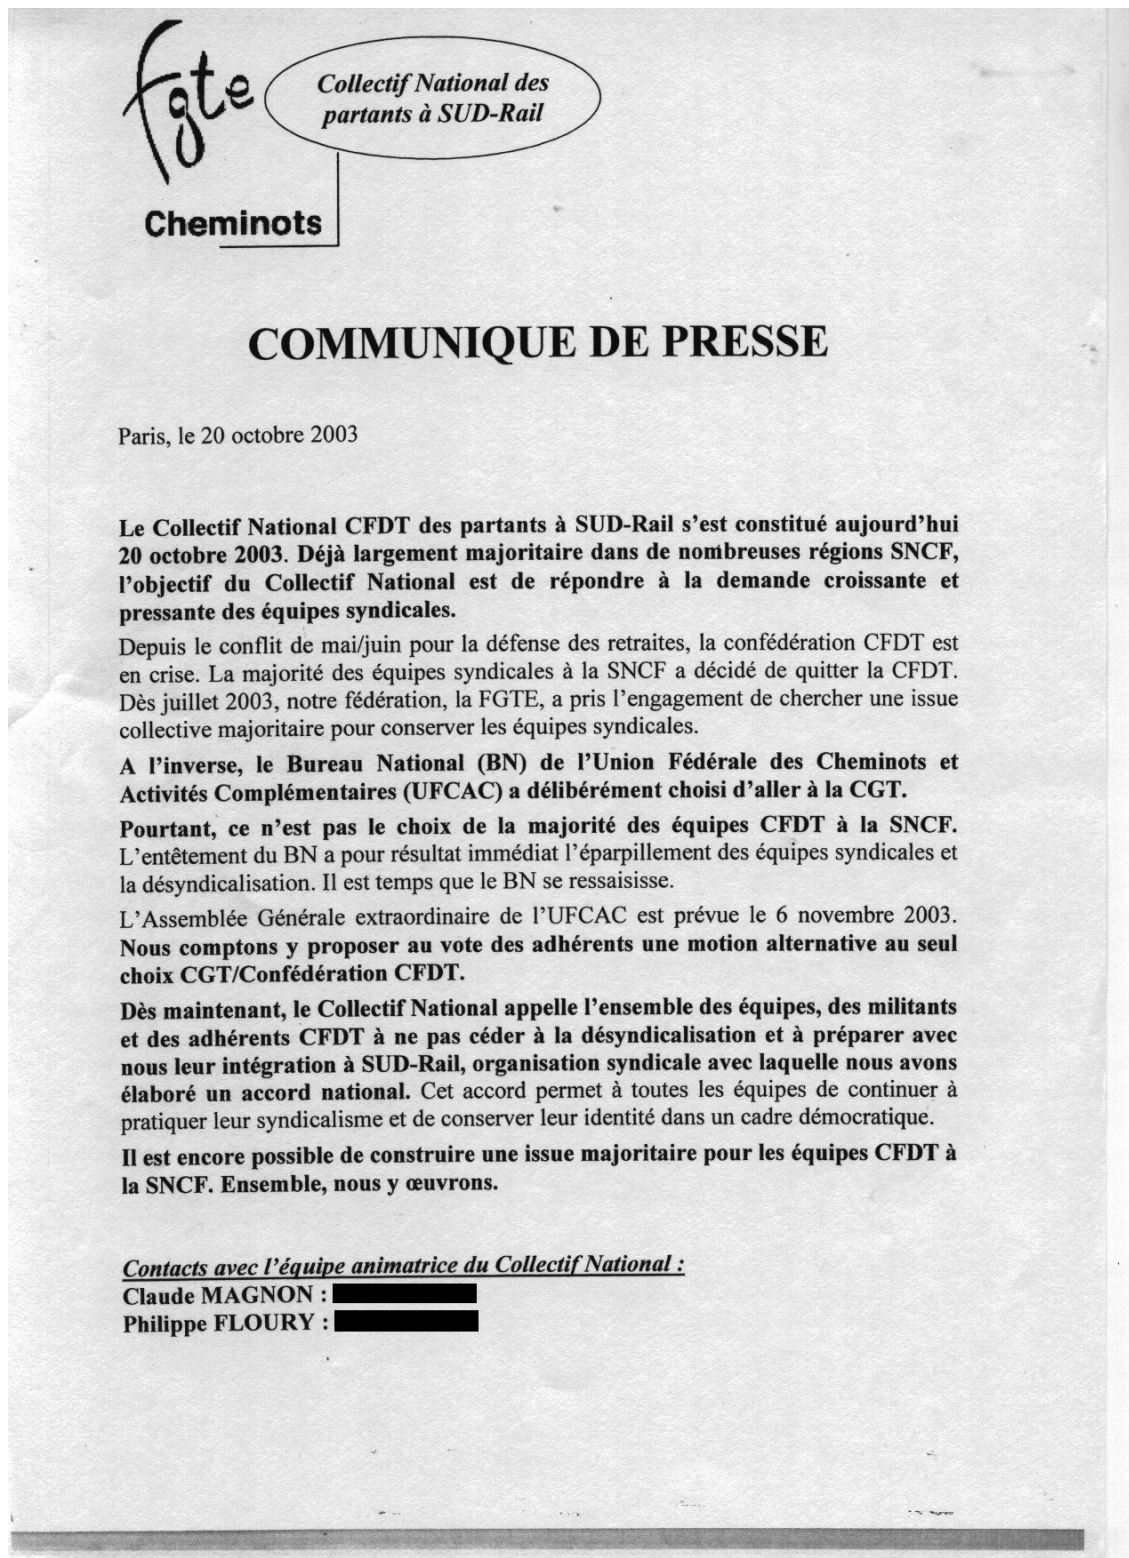 fgte
Collectif National des
partants à SUD-Rail
Cheminots
COMMUNIQUE DE PRESSE
Paris, le 20 octobre 2003
Le Collectif National CFDT des partants à SUD-Rail s'est constitué aujourd'hui
20 octobre 2003. Déjà largement majoritaire dans de nombreuses régions SNCF,
l'objectif du Collectif National est de répondre à la demande croissante et
pressante des équipes syndicales.
Depuis le conflit de mai/juin pour la défense des retraites, la confédération CFDT est
en crise. La majorité des équipes syndicales à la SNCF a décidé de quitter la CFDT.
Dès juillet 2003, notre fédération, la FGTE, a pris l'engagement de chercher une issue
collective majoritaire pour conserver les équipes syndicales.
A l'inverse, le Bureau National (BN) de l'Union Fédérale des Cheminots et
Activités Complémentaires (UFCAC) a délibérément choisi d'aller à la CGT.
Pourtant, ce n'est pas le choix de la majorité des équipes CFDT à la SNCF.
L'entêtement du BN a pour résultat immédiat l'éparpillement des équipes syndicales et
la désyndicalisation. Il est temps que le BN se ressaisisse.
L'Assemblée Générale extraordinaire de l'UFCAC est prévue le 6 novembre 2003.
Nous comptons y proposer au vote des adhérents une motion alternative au seul
choix CGT/Confédération CFDT.
Dès maintenant, le Collectif National appelle l'ensemble des équipes, des militants
et des adhérents CFDT à ne pas céder à la désyndicalisation et à préparer avec
nous leur intégration à SUD-Rail, organisation syndicale avec laquelle nous avons
élaboré un accord national. Cet accord permet à toutes les équipes de continuer à
pratiquer leur syndicalisme et de conserver leur identité dans un cadre démocratique.
Il est encore possible de construire une issue majoritaire pour les équipes CFDT à
la SNCF. Ensemble, nous y œuvrons.
Contacts avec l'équipe animatrice du Collectif National :
Claude MAGNON :
Philippe FLOURY :